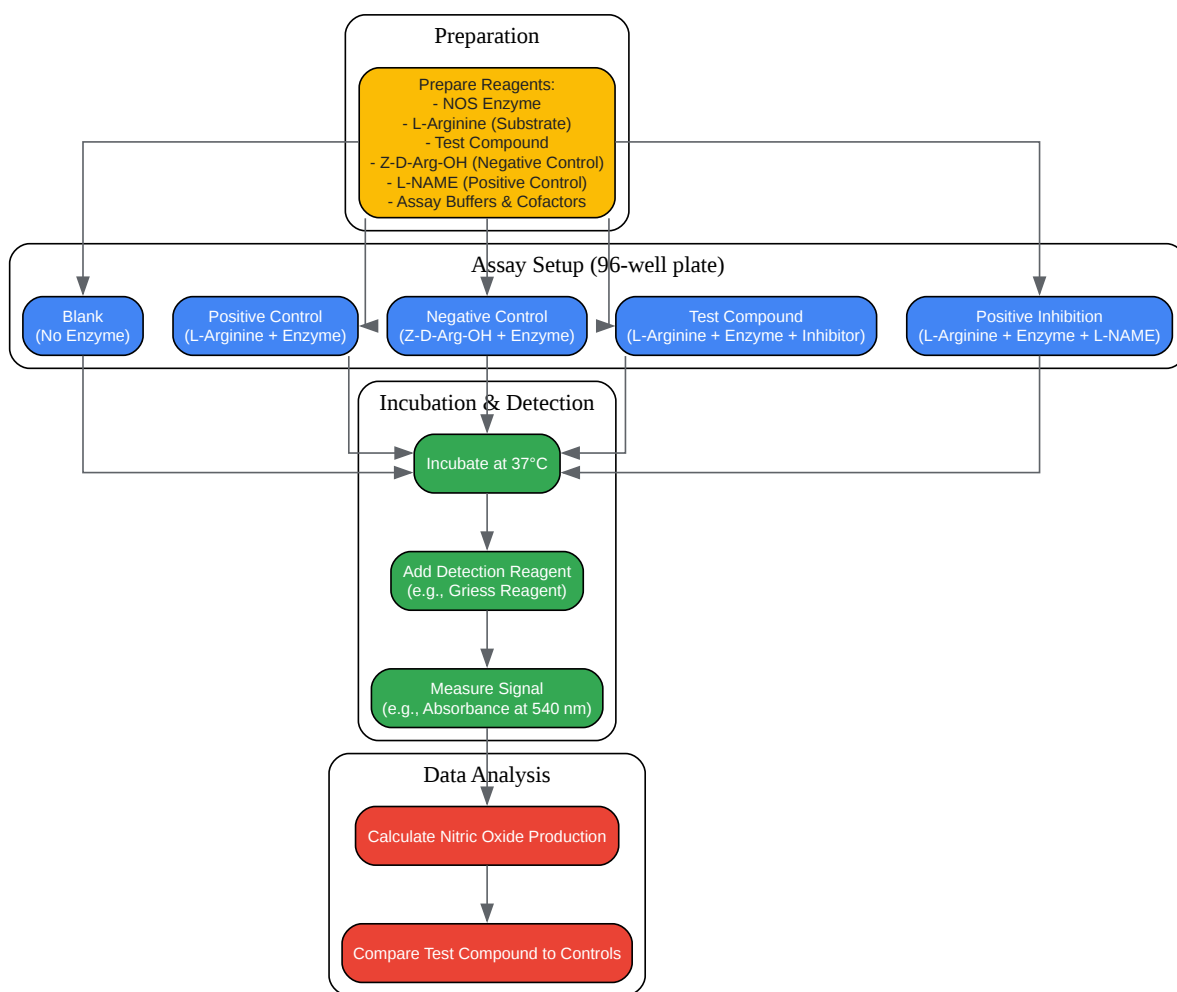 Preparation
Prepare Reagents:
- NOS Enzyme
- L-Arginine (Substrate)
- Test Compound
- Z-D-Arg-OH (Negative Control)
- L-NAME (Positive Control)
- Assay Buffers & Cofactors
Assay Setup (96-well plate)
Blank
(No Enzyme)
Positive Control
(L-Arginine + Enzyme)
Negative Control
(Z-D-Arg-OH + Enzyme)
Test Compound
(L-Arginine + Enzyme + Inhibitor)
Positive Inhibition
(L-Arginine + Enzyme + L-NAME)
Incubation & Detection
Incubate at 37°C
Add Detection Reagent
(e.g., Griess Reagent)
Measure Signal
(e.g., Absorbance at 540 nm)
Data Analysis
Calculate Nitric Oxide Production
Compare Test Compound to Controls